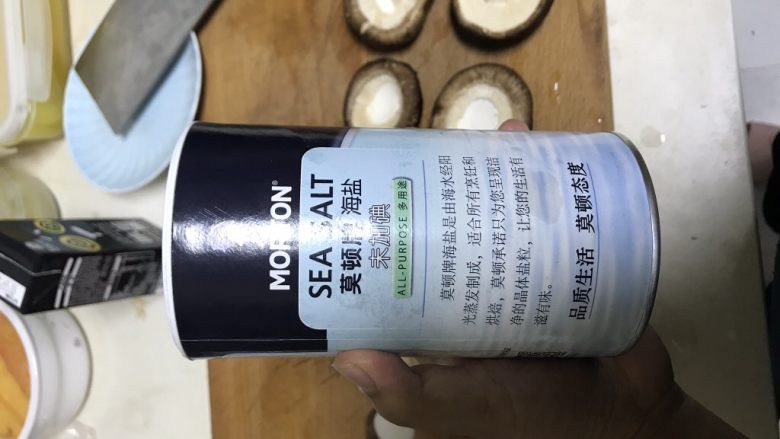 MORTON®
SEA SALT
莫顿牌 海盐
未加碘
ALL-PURPOSE 多用途
莫顿牌海盐是由海水经阳
光蒸发制成，适合所有烹饪和
烘焙，莫顿承诺只为您呈现洁
净的晶体盐粒，让您的生活有
滋有味。
品质生活 莫顿态度